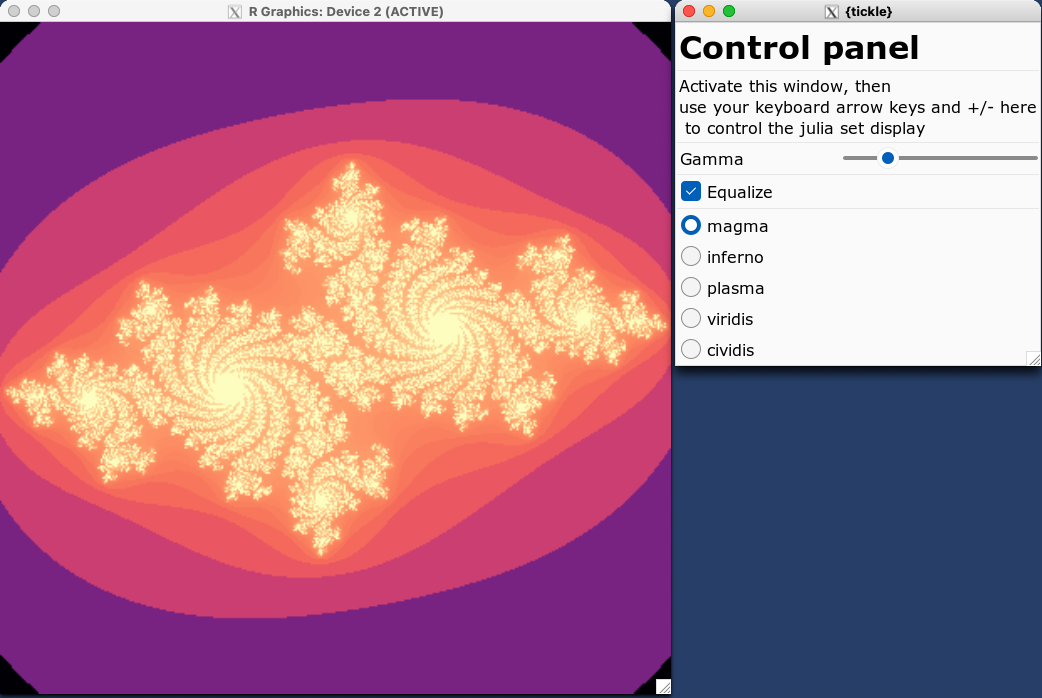 R Graphics: Device 2 (ACTIVE)
{tickle}
Control panel
Activate this window, then
use your keyboard arrow keys and +/- here
to control the julia set display
Gamma
Equalize
magma
inferno
plasma
viridis
cividis